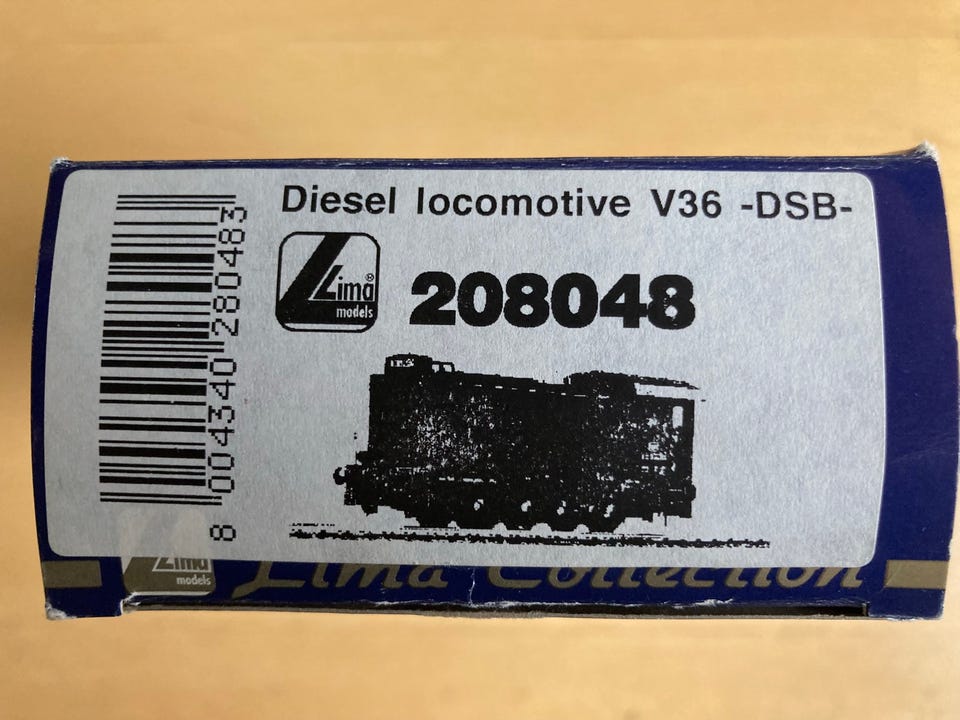 Diesel locomotive V36 -DSB-
Lima®
models
208048
8 004340 280483
Lima
models
Lima Collection